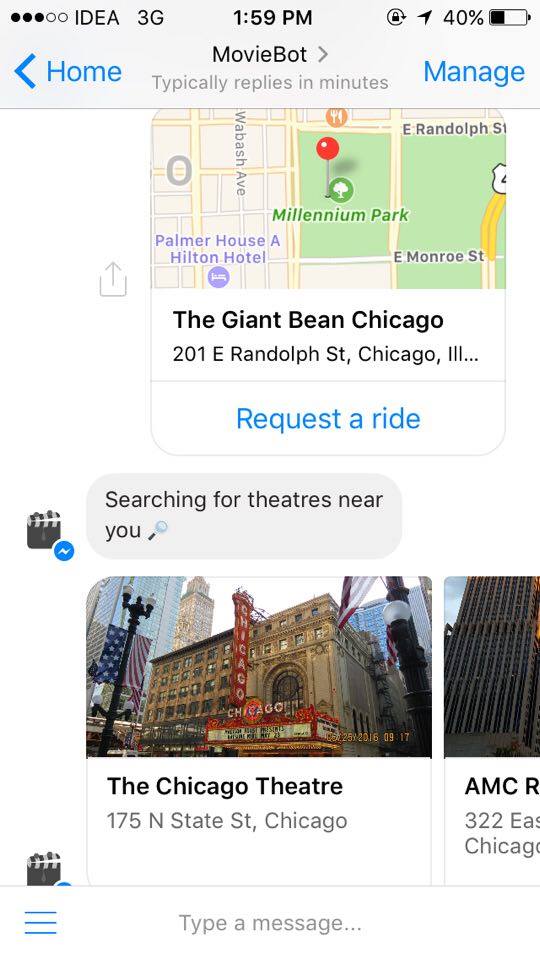 IDEA 3G 1:59 PM 40%
Home MovieBot Manage
Typically replies in minutes
Wabash Ave
E Randolph St
Millennium Park
Palmer House A
Hilton Hotel
E Monroe St
The Giant Bean Chicago
201 E Randolph St, Chicago, Ill...
Request a ride
Searching for theatres near
you
CHICAGO
CHICAGO
05/25/2016 09 17
The Chicago Theatre
175 N State St, Chicago
AMC R
322 Eas
Chicago
Type a message...